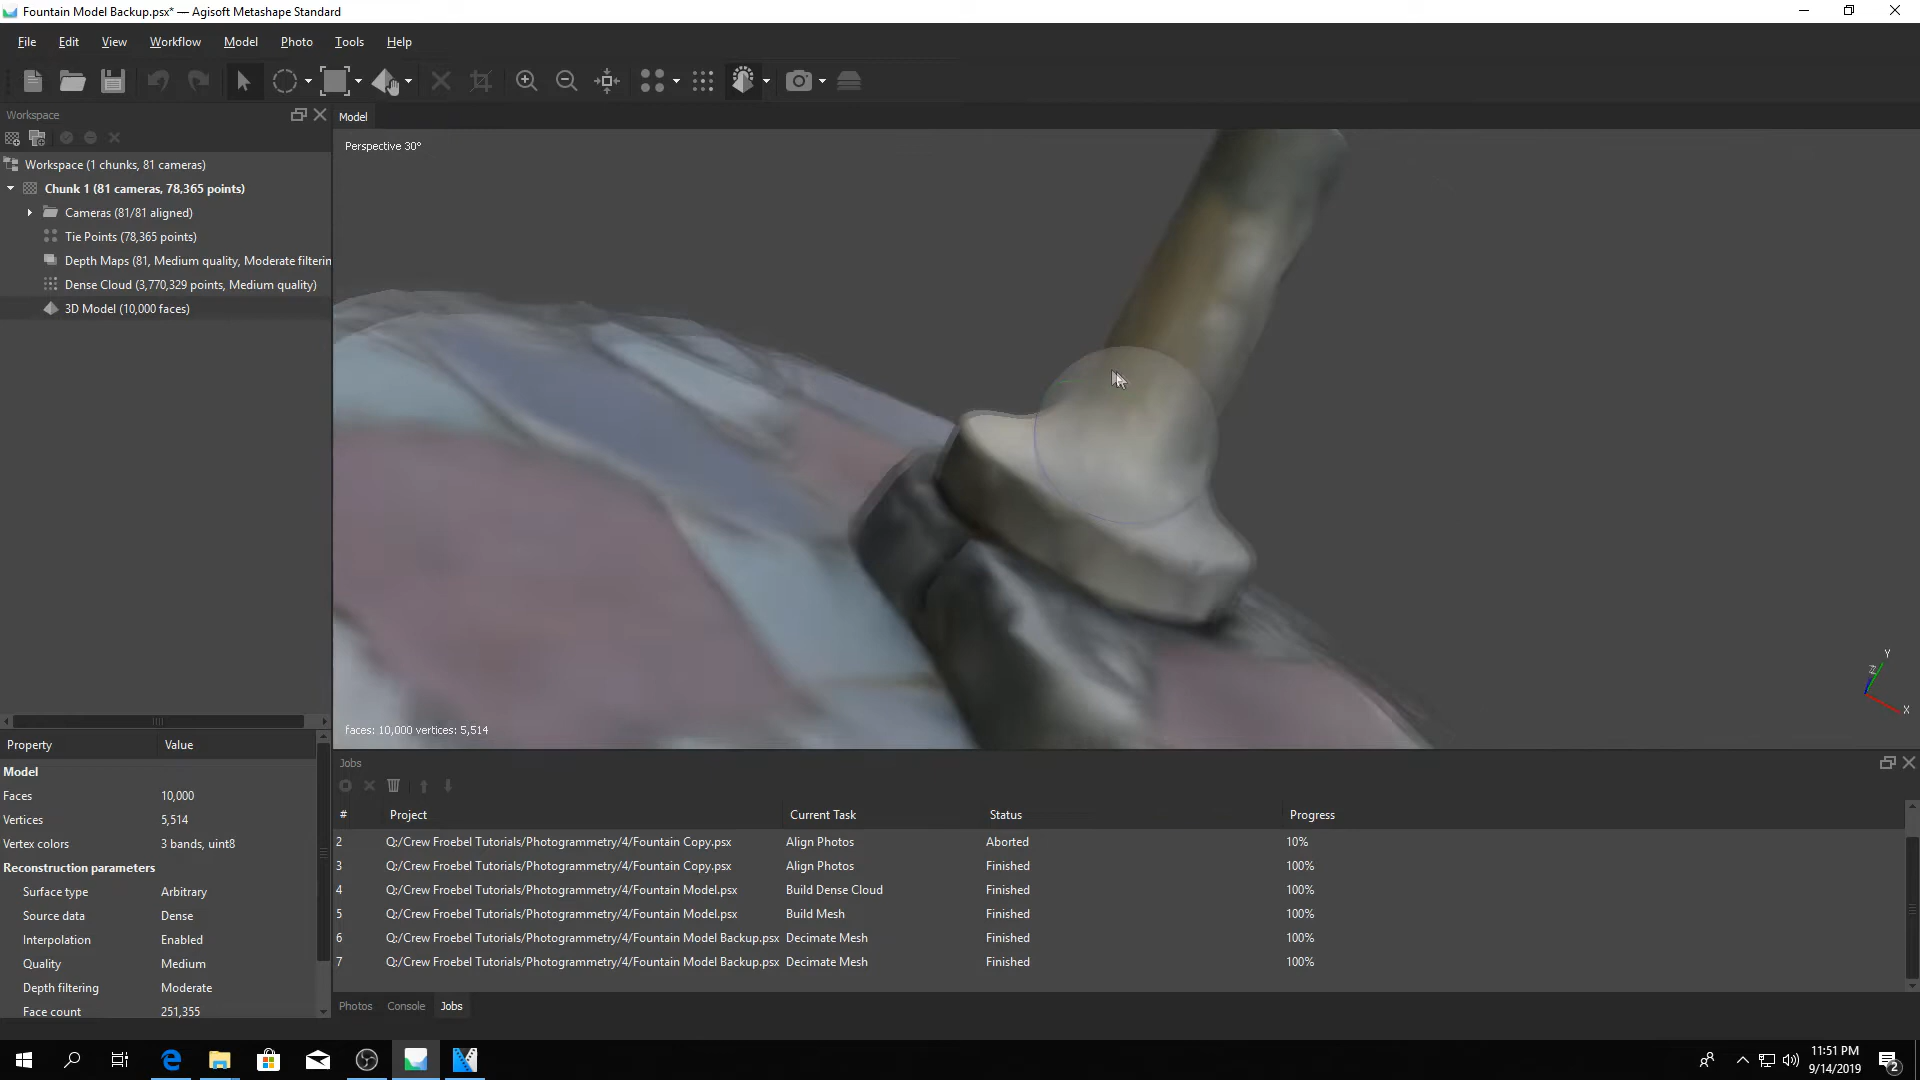 Fountain Model Backup.psx* — Agisoft Metashape Standard
File Edit View Workflow Model Photo Tools Help
Workspace
Model
Perspective 30°
Workspace (1 chunks, 81 cameras)
Chunk 1 (81 cameras, 78,365 points)
Cameras (81/81 aligned)
Tie Points (78,365 points)
Depth Maps (81, Medium quality, Moderate filterin
Dense Cloud (3,770,329 points, Medium quality)
3D Model (10,000 faces)
Y
Z
X
faces: 10,000 vertices: 5,514
Property Value
Model
Faces 10,000
Vertices 5,514
Vertex colors 3 bands, uint8
Reconstruction parameters
Surface type Arbitrary
Source data Dense
Interpolation Enabled
Quality Medium
Depth filtering Moderate
Face count 251,355
Jobs
# Project Current Task Status Progress
2 Q:/Crew Froebel Tutorials/Photogrammetry/4/Fountain Copy.psx Align Photos Aborted 10%
3 Q:/Crew Froebel Tutorials/Photogrammetry/4/Fountain Copy.psx Align Photos Finished 100%
4 Q:/Crew Froebel Tutorials/Photogrammetry/4/Fountain Model.psx Build Dense Cloud Finished 100%
5 Q:/Crew Froebel Tutorials/Photogrammetry/4/Fountain Model.psx Build Mesh Finished 100%
6 Q:/Crew Froebel Tutorials/Photogrammetry/4/Fountain Model Backup.psx Decimate Mesh Finished 100%
7 Q:/Crew Froebel Tutorials/Photogrammetry/4/Fountain Model Backup.psx Decimate Mesh Finished 100%
Photos Console Jobs
11:51 PM
9/14/2019
2